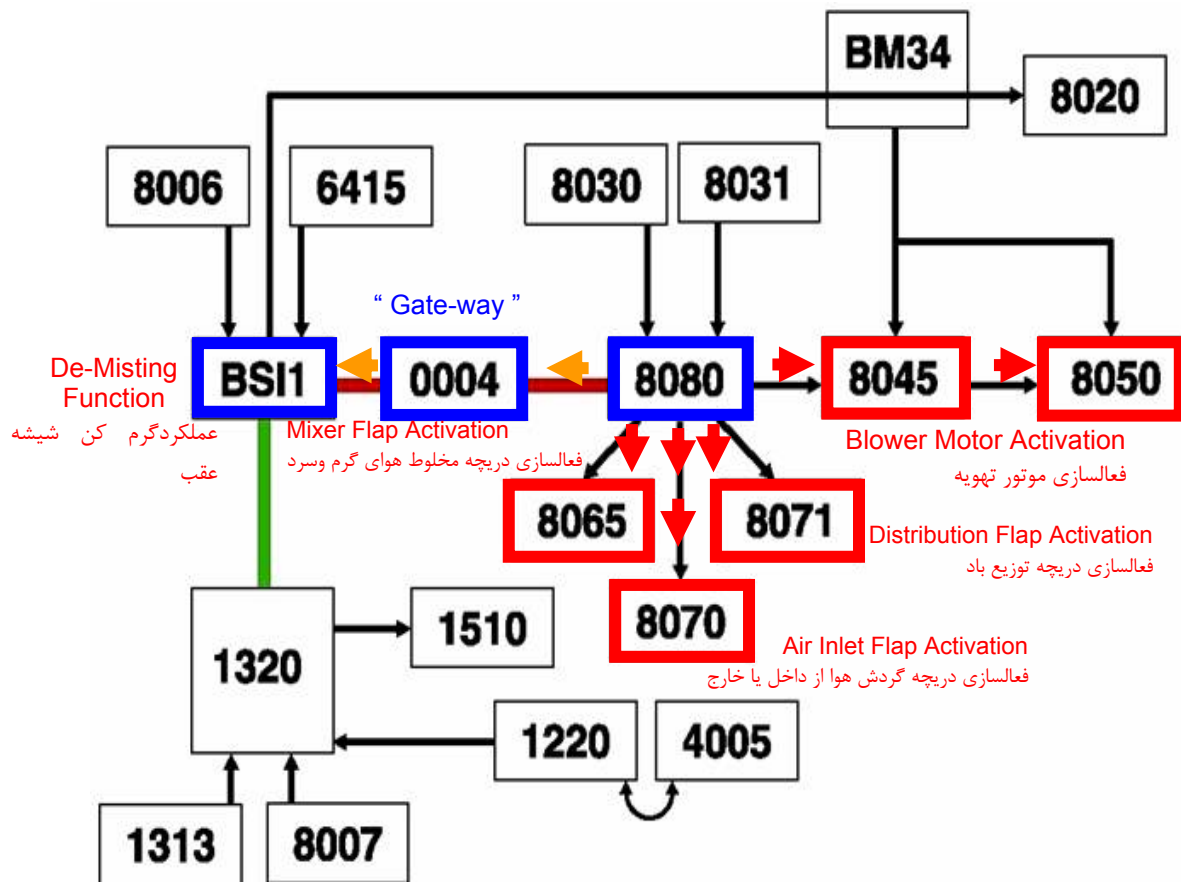 BM34
8020
8006
6415
8030
8031
“ Gate-way ”
De-Misting
Function
عملکردگرم کن شیشه
عقب
BSI1
0004
8080
8045
8050
Mixer Flap Activation
فعالسازی دریچه مخلوط هوای گرم وسرد
Blower Motor Activation
فعالسازی موتور تهویه
8065
8071
Distribution Flap Activation
فعالسازی دریچه توزیع باد
8070
Air Inlet Flap Activation
فعالسازی دریچه گردش هوا از داخل یا خارج
1320
1510
1220
4005
1313
8007